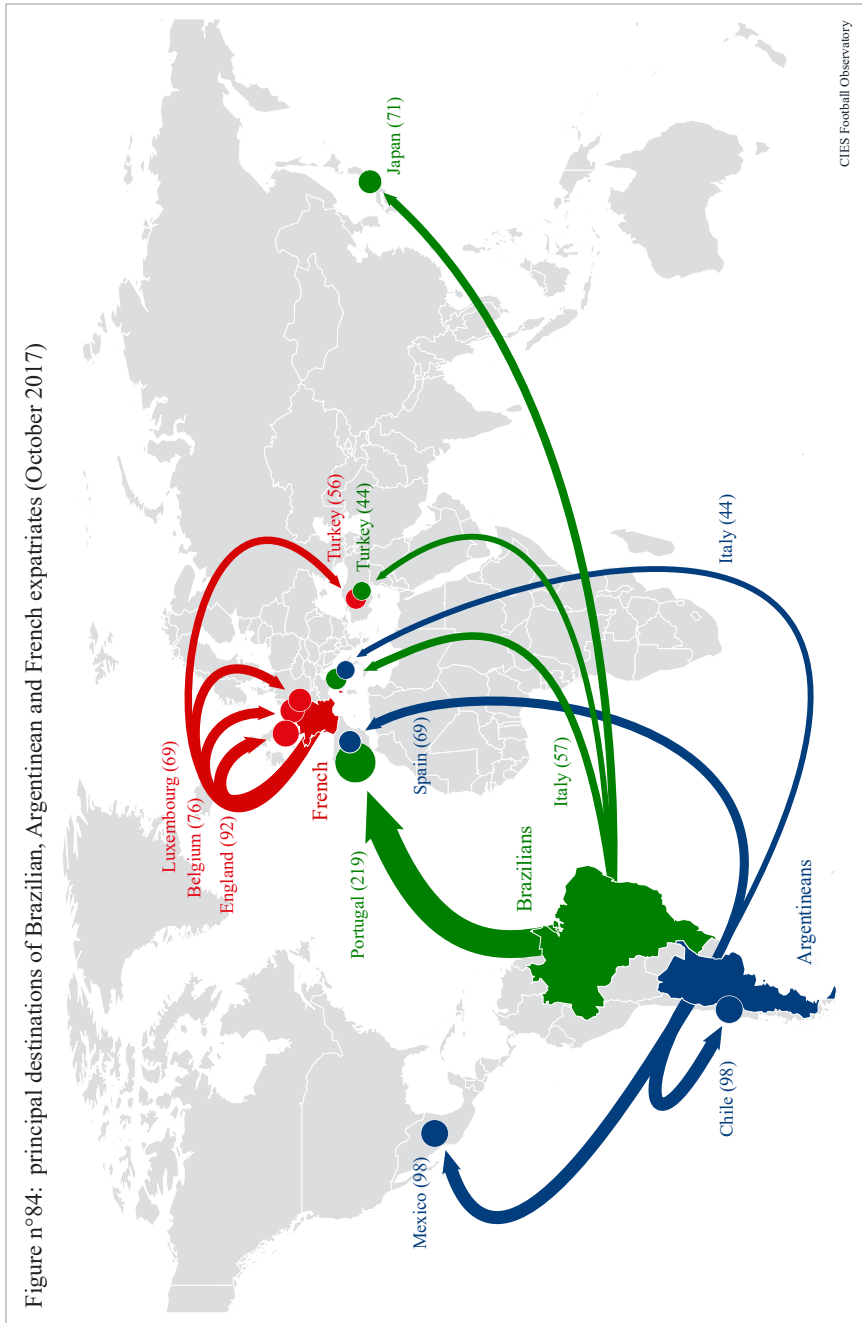 Figure n°84: principal destinations of Brazilian, Argentinean and French expatriates (October 2017)
Luxembourg (69)
Belgium (76)
England (92)
French
Turkey (56)
Turkey (44)
Japan (71)
Mexico (98)
Portugal (219)
Spain (69)
Brazilians
Italy (57)
Italy (44)
Chile (98)
Argentineans
CIES Football Observatory